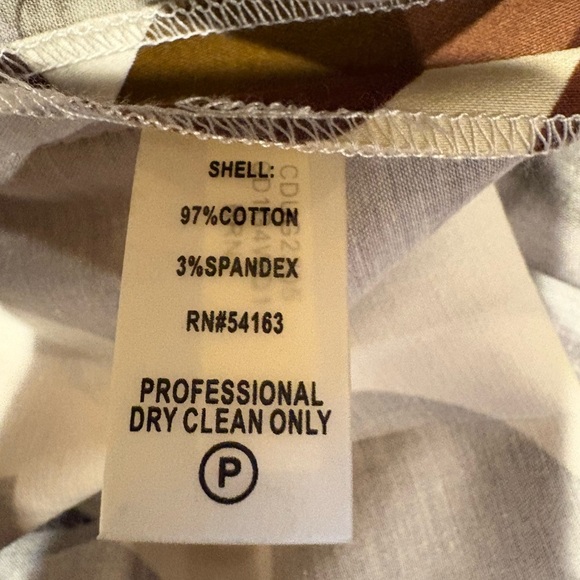 SHELL:
97%COTTON
3%SPANDEX
RN#54163
PROFESSIONAL
DRY CLEAN ONLY
P